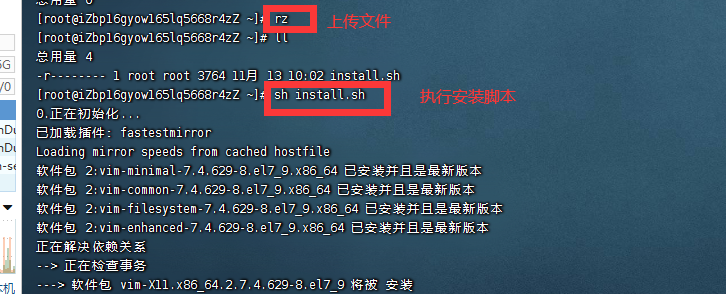 总用量 0
[root@iZbp16gyow165lq5668r4zZ ~]# rz
上传文件
[root@iZbp16gyow165lq5668r4zZ ~]# ll
总用量 4
-r-------- 1 root root 3764 11月 13 10:02 install.sh
[root@iZbp16gyow165lq5668r4zZ ~]# sh install.sh
执行安装脚本
0.正在初始化...
已加载插件: fastestmirror
Loading mirror speeds from cached hostfile
软件包 2:vim-minimal-7.4.629-8.el7_9.x86_64 已安装并且是最新版本
软件包 2:vim-common-7.4.629-8.el7_9.x86_64 已安装并且是最新版本
软件包 2:vim-filesystem-7.4.629-8.el7_9.x86_64 已安装并且是最新版本
软件包 2:vim-enhanced-7.4.629-8.el7_9.x86_64 已安装并且是最新版本
正在解决依赖关系
--> 正在检查事务
---> 软件包 vim-X11.x86_64.2.7.4.629-8.el7_9 将被 安装